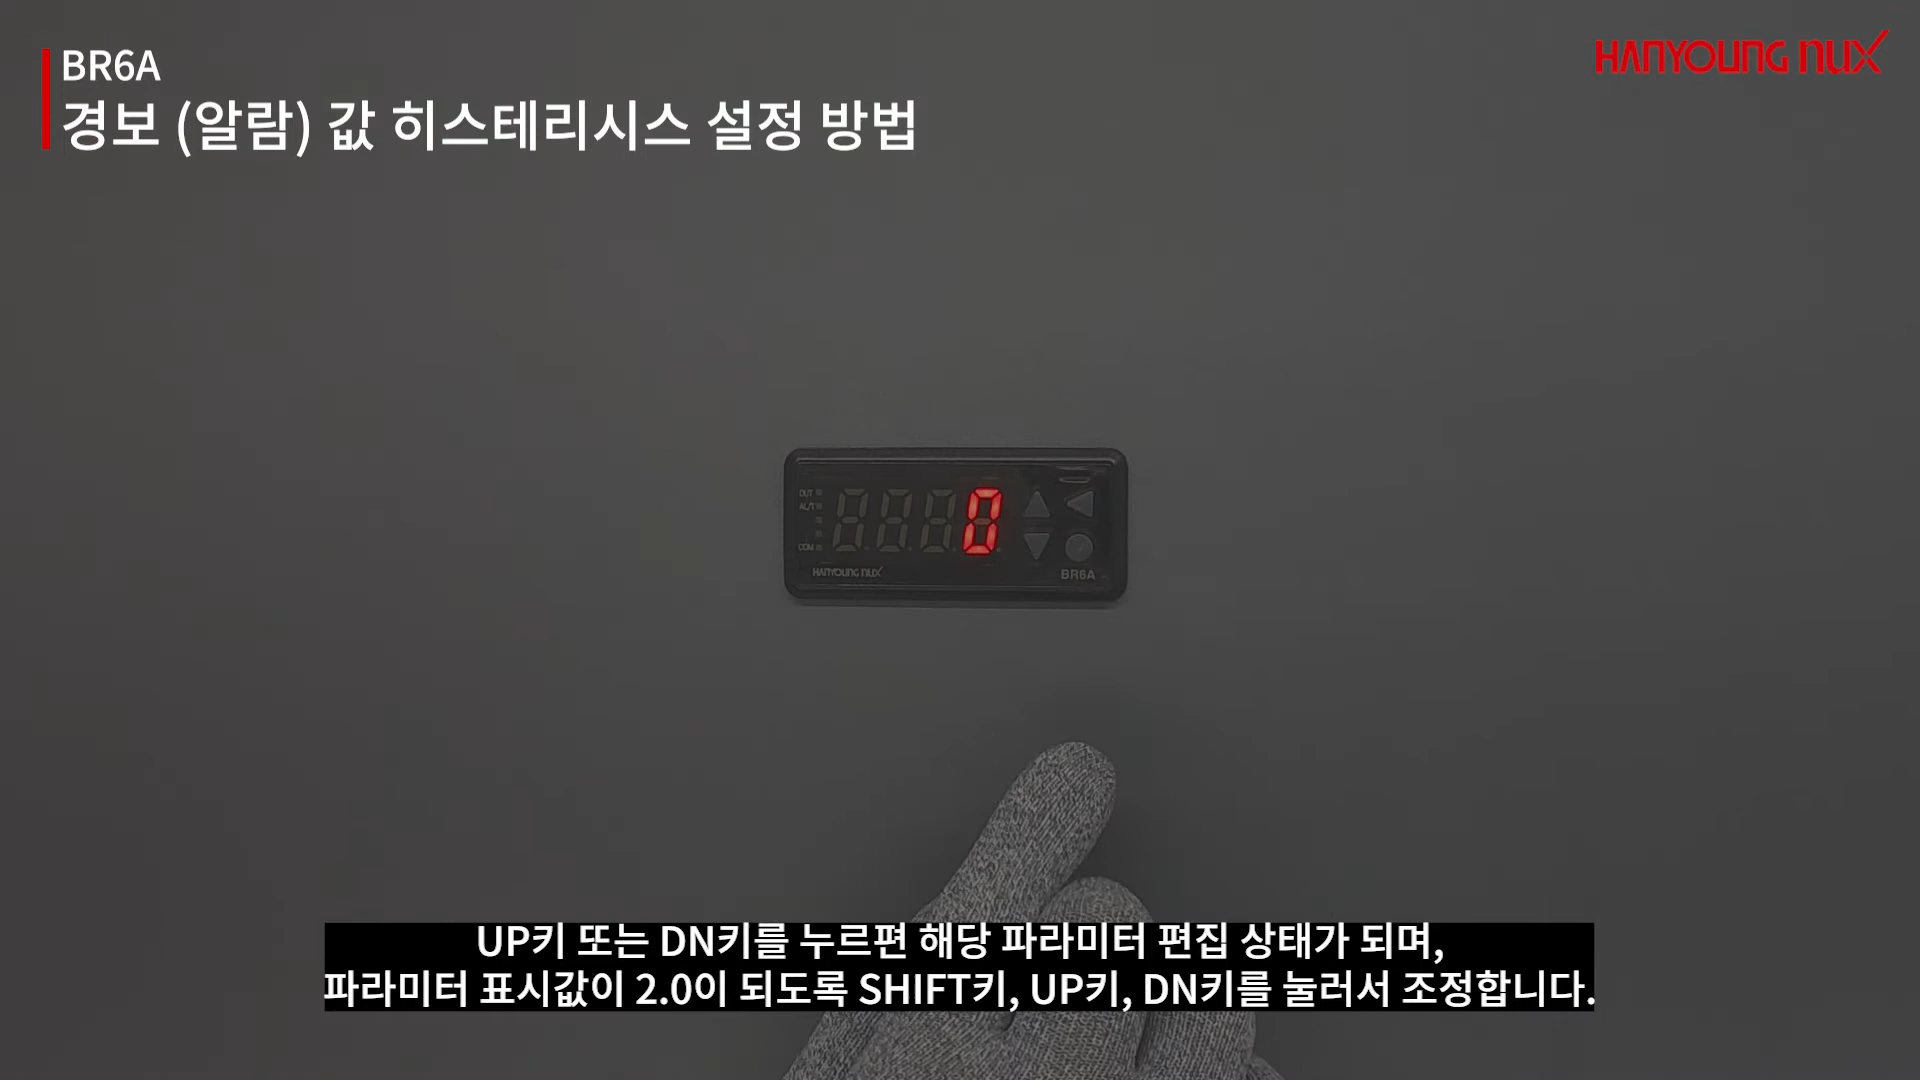 BR6A
경보 (알람) 값 히스테리시스 설정 방법
HANYOUNG nux
OUT
AL/1
0
COM
HANYOUNG nux
BR6A
UP키 또는 DN키를 누르편 해당 파라미터 편집 상태가 되며,
파라미터 표시값이 2.0이 되도록 SHIFT키, UP키, DN키를 눌러서 조정합니다.